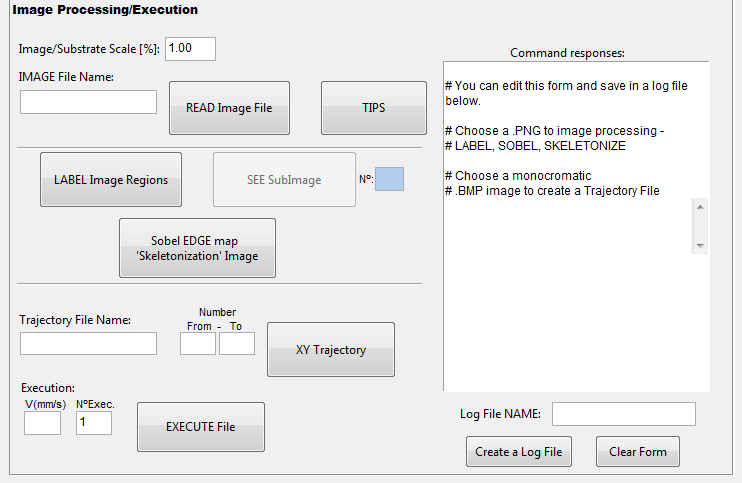 Image Processing/Execution
Image/Substrate Scale [%]: 1.00
IMAGE File Name:
READ Image File
TIPS
LABEL Image Regions
SEE SubImage
Nº:
Sobel EDGE map
'Skeletonization' Image
Trajectory File Name:
Number
From - To
XY Trajectory
Execution:
V(mm/s) NºExec.
1
EXECUTE File
Command responses:
# You can edit this form and save in a log file
below.
# Choose a .PNG to image processing -
# LABEL, SOBEL, SKELETONIZE
# Choose a monocromatic
# .BMP image to create a Trajectory File
Log File NAME:
Create a Log File
Clear Form